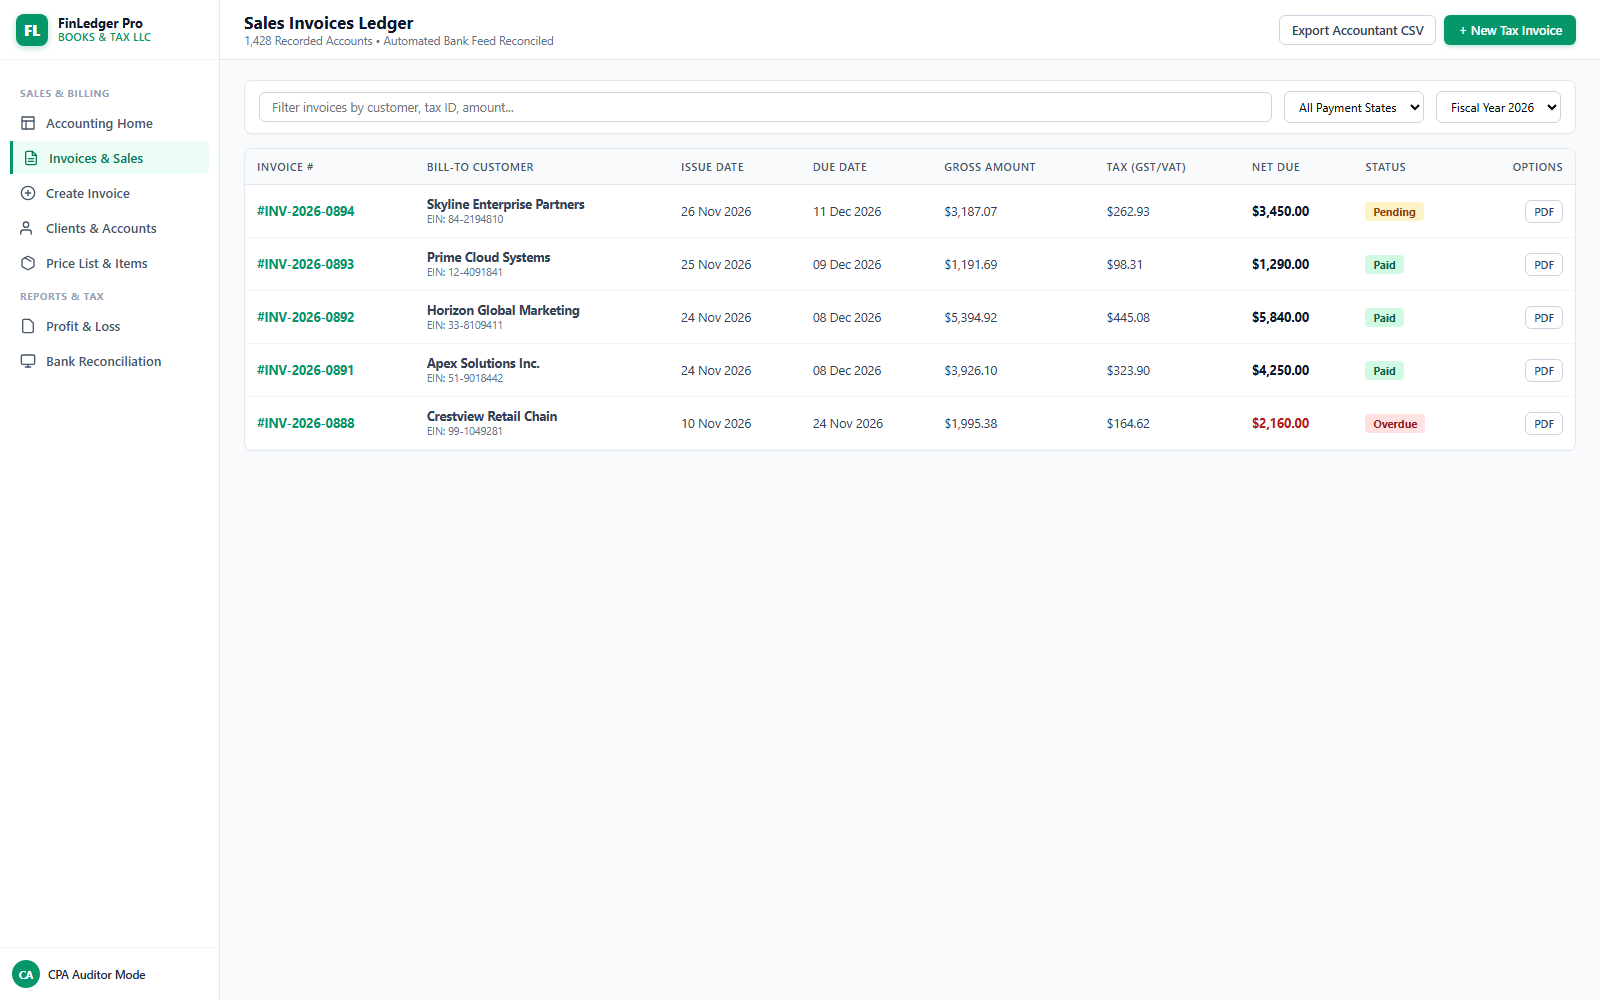 FL
FinLedger Pro
BOOKS & TAX LLC
SALES & BILLING
Accounting Home
Invoices & Sales
Create Invoice
Clients & Accounts
Price List & Items
REPORTS & TAX
Profit & Loss
Bank Reconciliation
CA CPA Auditor Mode
Sales Invoices Ledger
1,428 Recorded Accounts • Automated Bank Feed Reconciled
Export Accountant CSV
+ New Tax Invoice
Filter invoices by customer, tax ID, amount...
All Payment States
Fiscal Year 2026
INVOICE # BILL-TO CUSTOMER ISSUE DATE DUE DATE GROSS AMOUNT TAX (GST/VAT) NET DUE STATUS OPTIONS
#INV-2026-0894 Skyline Enterprise Partners 26 Nov 2026 11 Dec 2026 $3,187.07 $262.93 $3,450.00 Pending PDF
EIN: 84-2194810
#INV-2026-0893 Prime Cloud Systems 25 Nov 2026 09 Dec 2026 $1,191.69 $98.31 $1,290.00 Paid PDF
EIN: 12-4091841
#INV-2026-0892 Horizon Global Marketing 24 Nov 2026 08 Dec 2026 $5,394.92 $445.08 $5,840.00 Paid PDF
EIN: 33-8109411
#INV-2026-0891 Apex Solutions Inc. 24 Nov 2026 08 Dec 2026 $3,926.10 $323.90 $4,250.00 Paid PDF
EIN: 51-9018442
#INV-2026-0888 Crestview Retail Chain 10 Nov 2026 24 Nov 2026 $1,995.38 $164.62 $2,160.00 Overdue PDF
EIN: 99-1049281